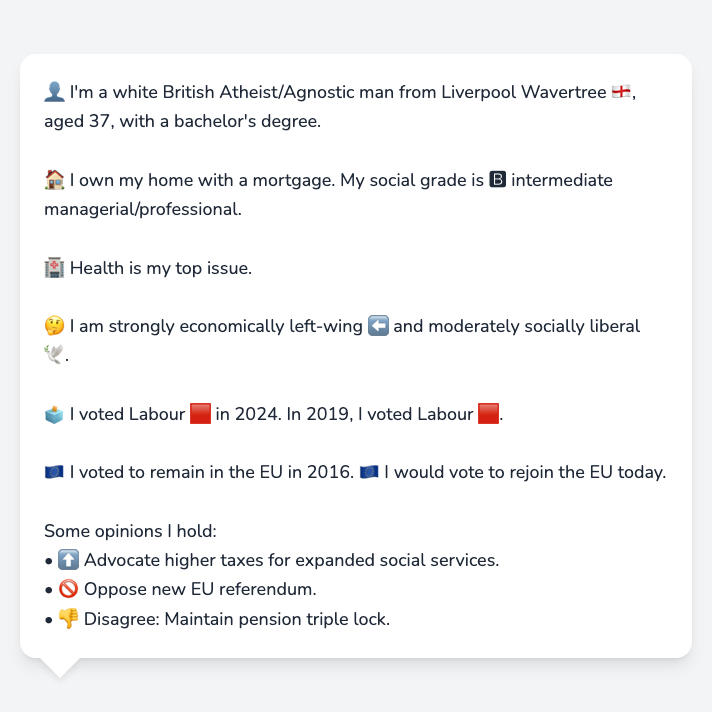 👤 I'm a white British Atheist/Agnostic man from Liverpool Wavertree 🏴󠁧󠁢󠁥󠁮󠁧󠁿,
aged 37, with a bachelor's degree.
🏠 I own my home with a mortgage. My social grade is 🅱 intermediate
managerial/professional.
🏥 Health is my top issue.
🤔 I am strongly economically left-wing ⬅️ and moderately socially liberal
🕊️.
🗳️ I voted Labour 🟥 in 2024. In 2019, I voted Labour 🟥.
🇪🇺 I voted to remain in the EU in 2016. 🇪🇺 I would vote to rejoin the EU today.
Some opinions I hold:
• ⬆️ Advocate higher taxes for expanded social services.
• 🚫 Oppose new EU referendum.
• 👎 Disagree: Maintain pension triple lock.